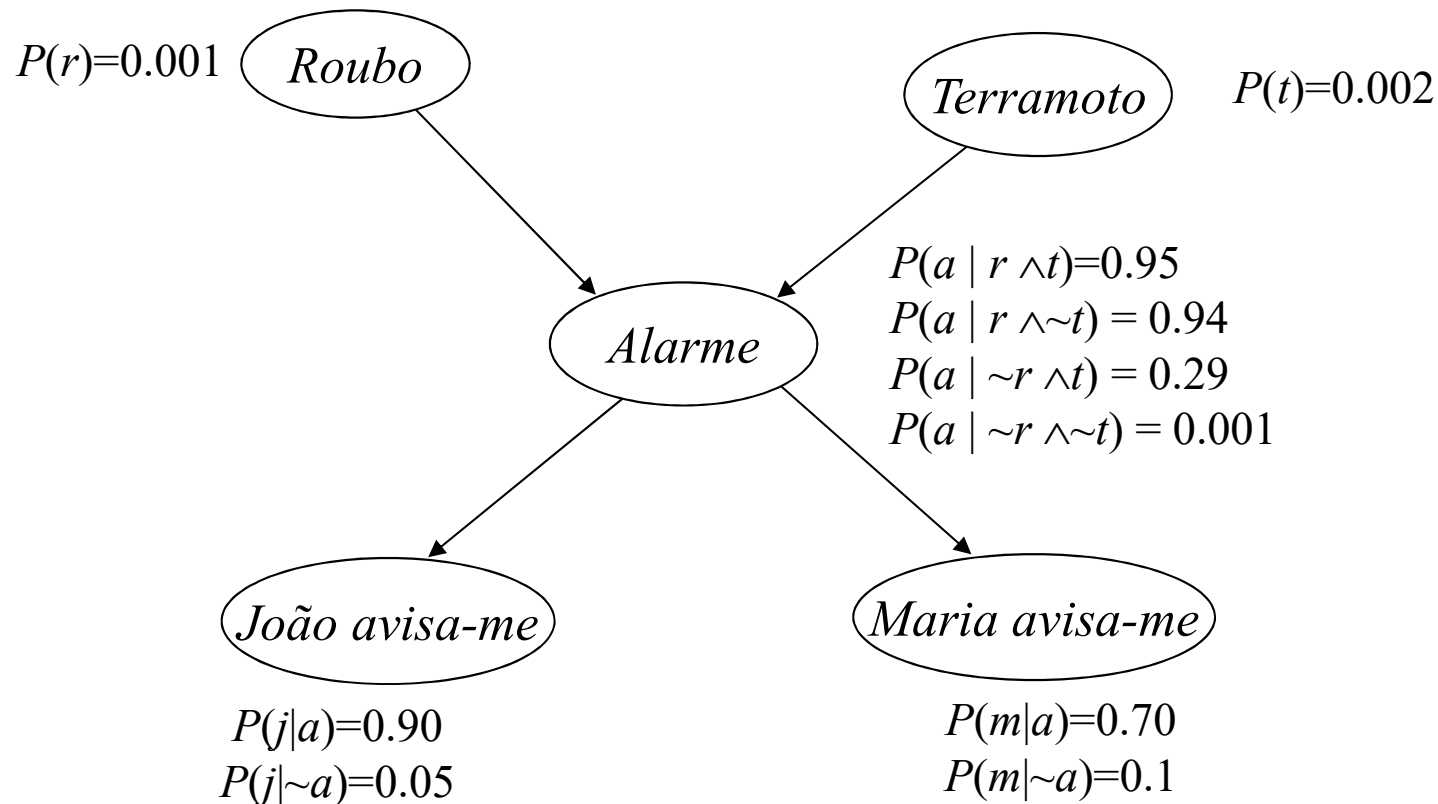 P(r)=0.001
Roubo
Terramoto
P(t)=0.002
P(a | r ∧t)=0.95
P(a | r ∧~t) = 0.94
Alarme
P(a | ~r ∧t) = 0.29
P(a | ~r ∧~t) = 0.001
João avisa-me
Maria avisa-me
P(j|a)=0.90
P(j|~a)=0.05
P(m|a)=0.70
P(m|~a)=0.1